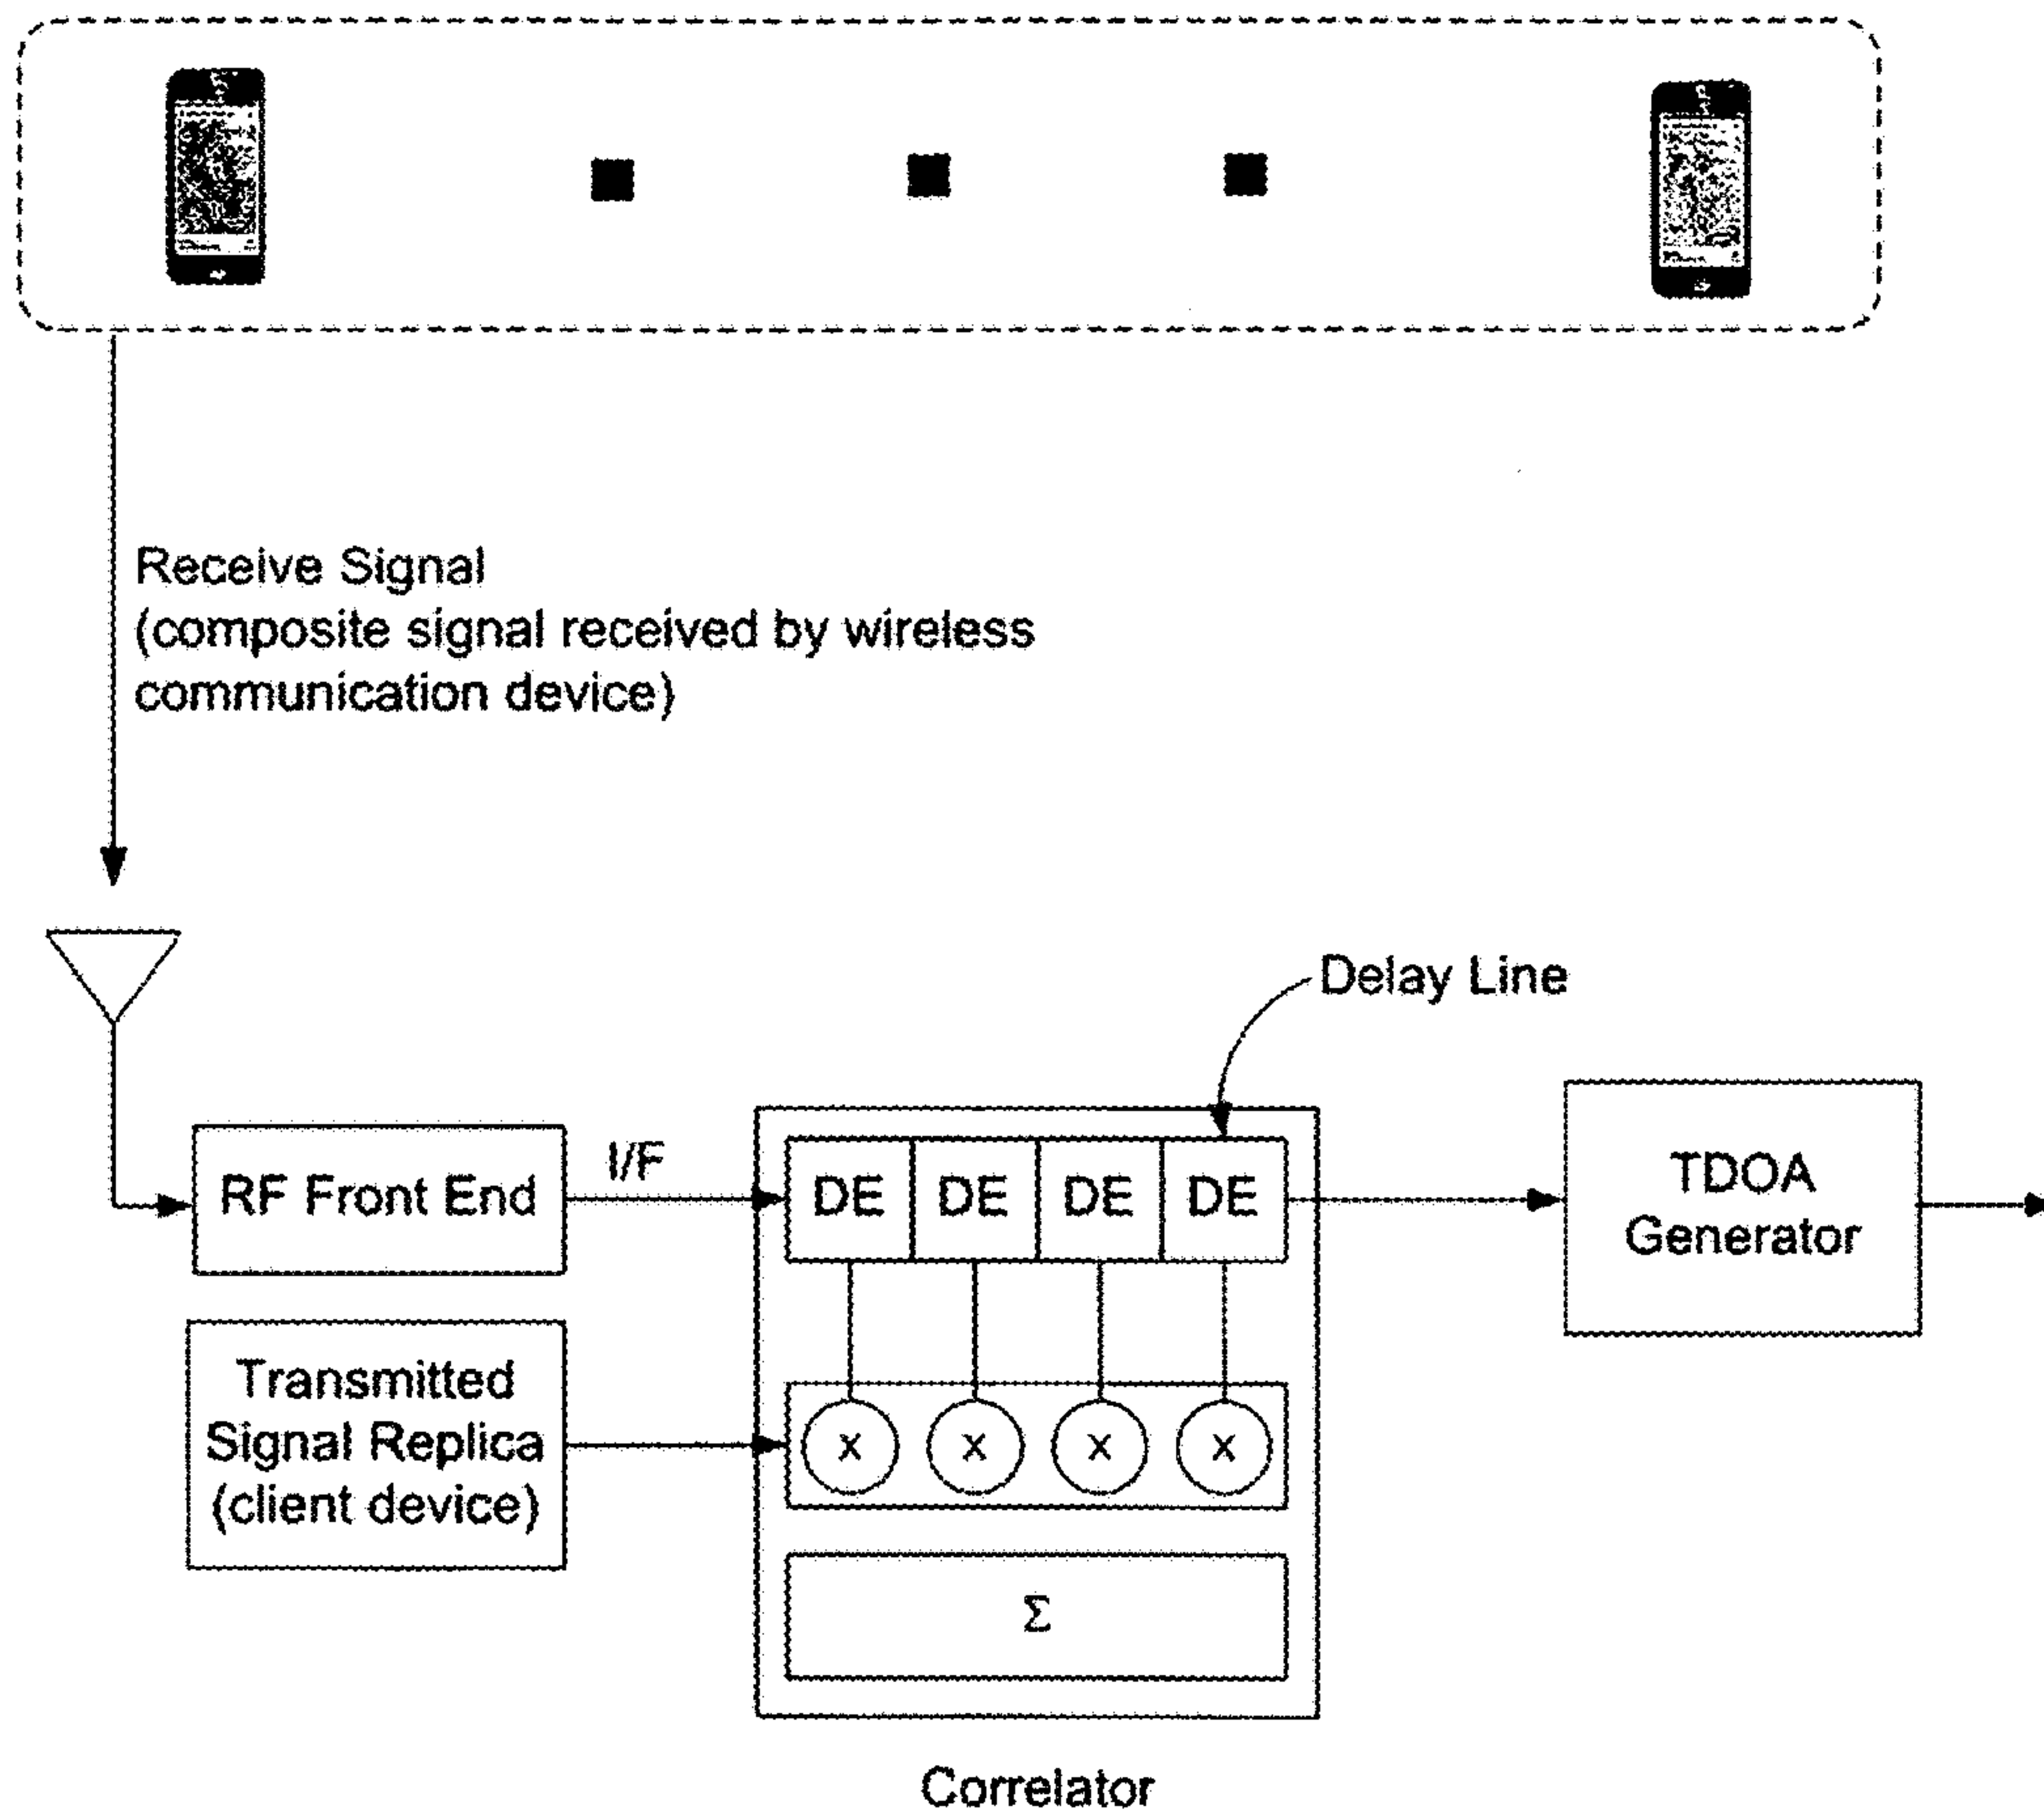 Receive Signal
(composite signal received by wireless
communication device)
Delay Line
RF Front End
I/F
DE DE DE DE
TDOA
Generator
Transmitted
Signal Replica
(client device)
x x x x
Σ
Correlator